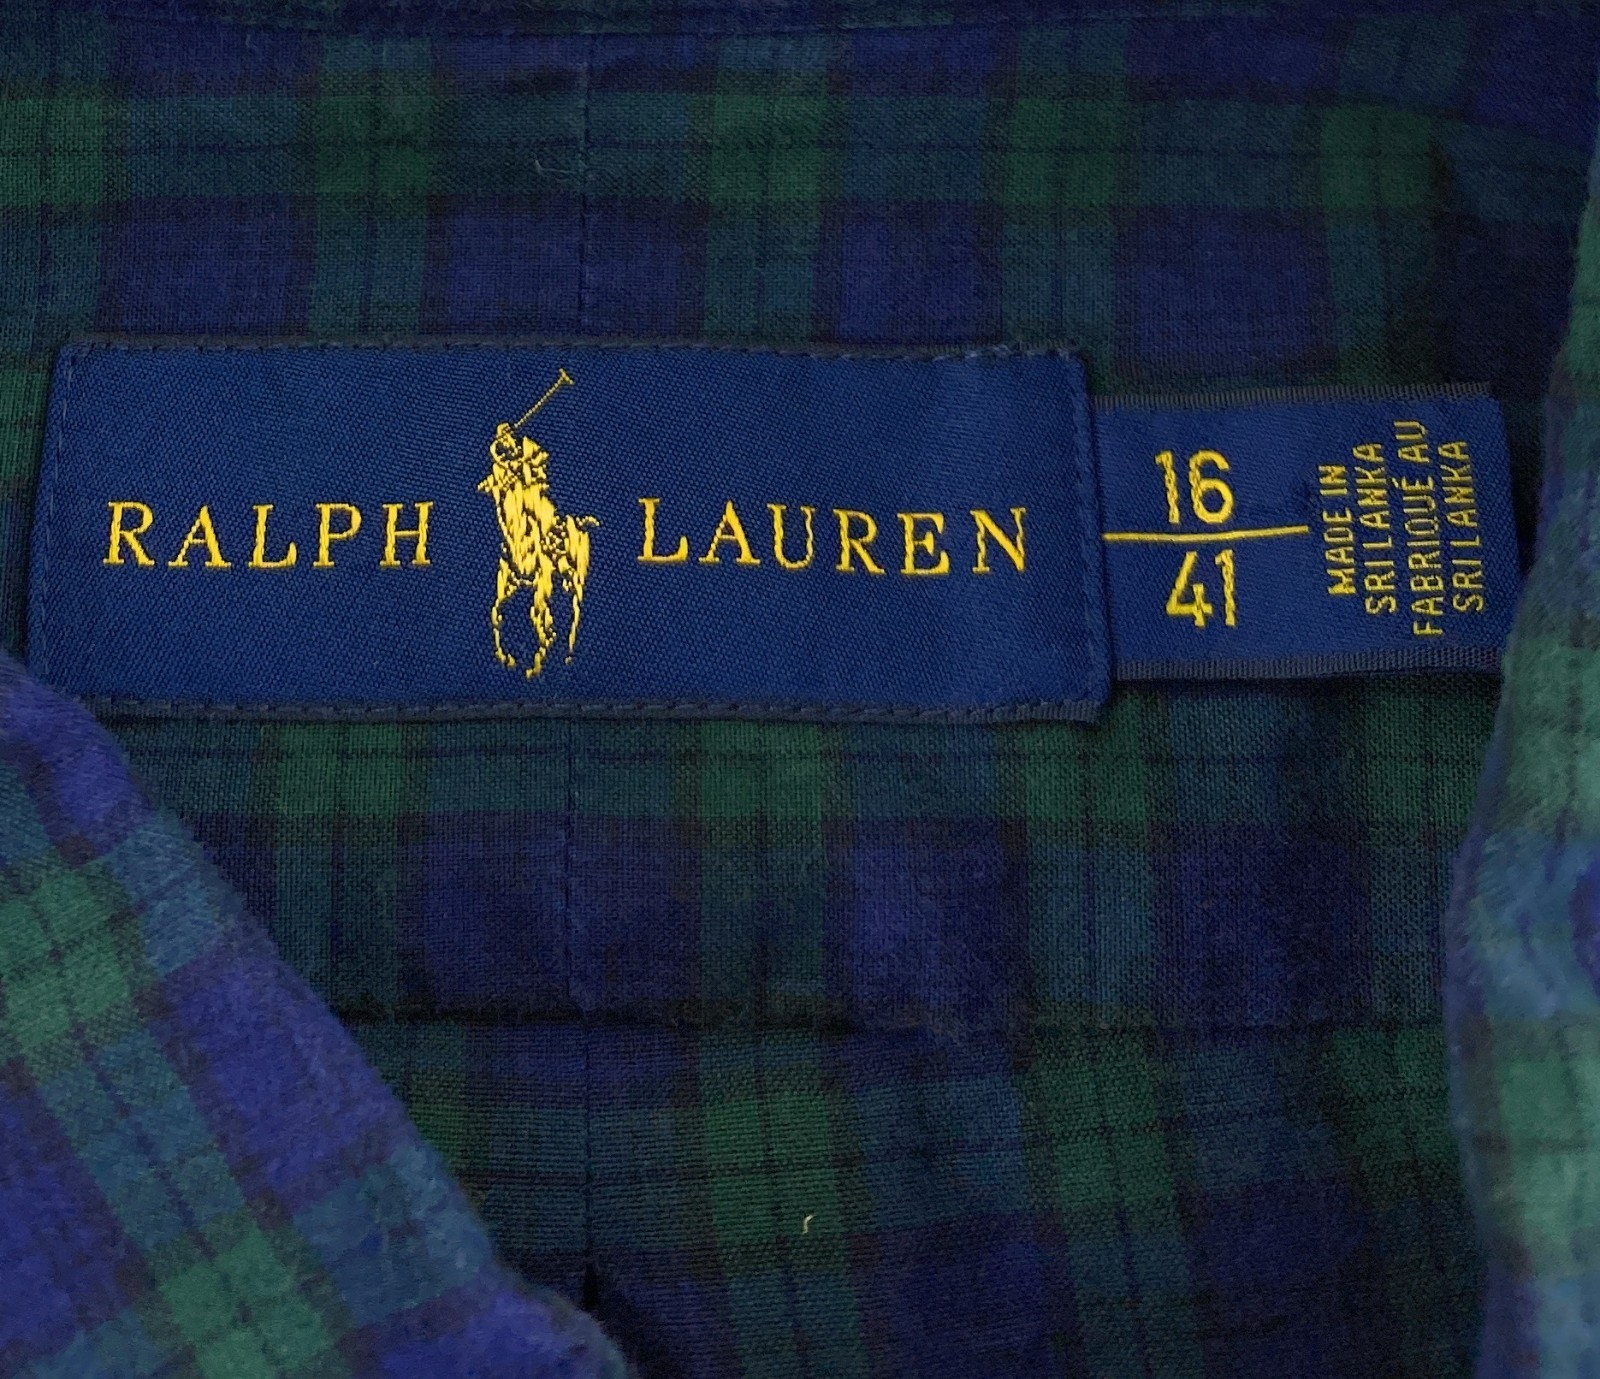 RALPH LAUREN
16
41
MADE IN
SRI LANKA
FABRIQUÉ AU
SRI LANKA